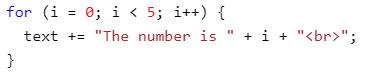 for (i = 0; i < 5; i++) {
  text += "The number is " + i + "<br>";
}